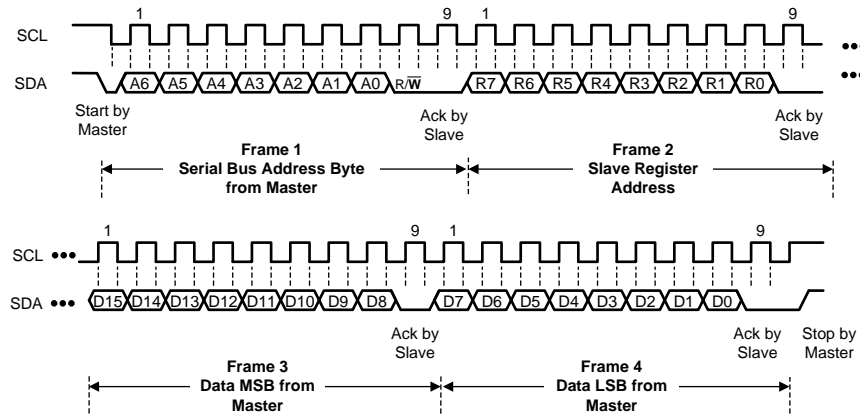 1 9 1 9
SCL
SDA A6 A5 A4 A3 A2 A1 A0 R/W R7 R6 R5 R4 R3 R2 R1 R0
Start by
Master
Ack by
Slave
Ack by
Slave
Frame 1
Serial Bus Address Byte
from Master
Frame 2
Slave Register
Address
1 9 1 9
SCL
SDA D15 D14 D13 D12 D11 D10 D9 D8 D7 D6 D5 D4 D3 D2 D1 D0
Ack by
Slave
Ack by
Slave
Stop by
Master
Frame 3
Data MSB from
Master
Frame 4
Data LSB from
Master